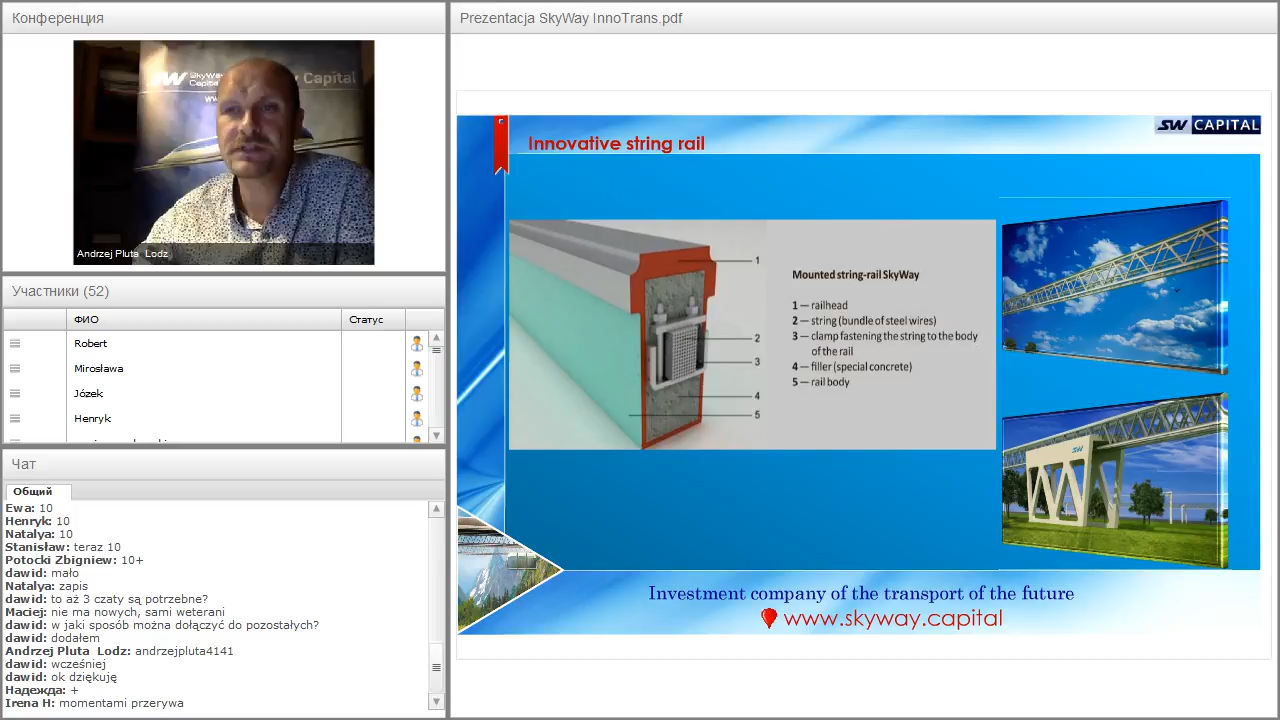 Конференция
SkyWay
Capital
Capital
www
Andrzej Pluta Lodz
Участники (52)
ФИО
Статус
Robert
Mirosława
Józek
Henryk
Чат
Общий
Ewa: 10
Henryk: 10
Natalya: 10
Stanisław: teraz 10
Potocki Zbigniew: 10+
dawid: mało
Natalya: zapis
dawid: to aż 3 czaty są potrzebne?
Maciej: nie ma nowych, sami weterani
dawid: w jaki sposób można dołączyć do pozostałych?
dawid: dodałem
Andrzej Pluta Lodz: andrzejpluta4141
dawid: wcześniej
dawid: ok dziękuję
Надежда: +
Irena H: momentami przerywa
Prezentacja SkyWay InnoTrans.pdf
SW CAPITAL
Innovative string rail
1
2
3
4
5
Mounted string-rail SkyWay
1 — railhead
2 — string (bundle of steel wires)
3 — clamp fastening the string to the body
of the rail
4 — filler (special concrete)
5 — rail body
SW
Investment company of the transport of the future
www.skyway.capital